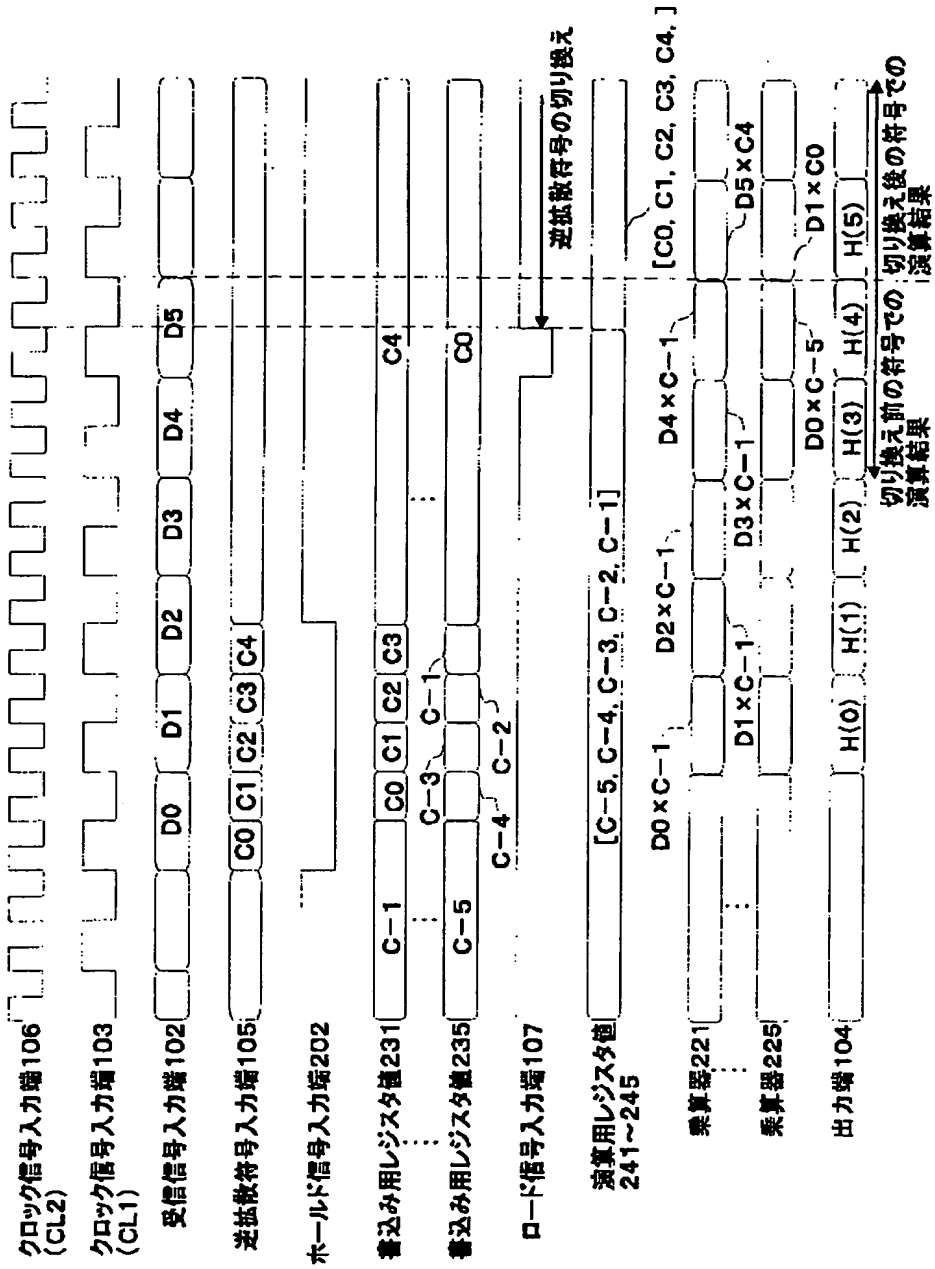 クロック信号入力端106
(CL2)
クロック信号入力端103
(CL1)
受信信号入力端102
D0 D1 D2 D3 D4 D5
逆拡散符号入力端105
C0 C1 C2 C3 C4
ホールド信号入力端202
書込み用レジスタ値231
C-1 C0 C1 C2 C3 C4
書込み用レジスタ値235
C-5 C-4 C-3 C-2 C-1 C0
ロード信号入力端107
逆拡散符号の切り換え
演算用レジスタ値
241〜245
[C-5, C-4, C-3, C-2, C-1]
[C0, C1, C2, C3, C4, ]
乗算器221
D0×C-1
D1×C-1
D2×C-1
D3×C-1
D4×C-1
D5×C4
乗算器225
D0×C-5
D1×C0
出力端104
H(0) H(1) H(2) H(3) H(4) H(5)
切り換え前の符号での
演算結果
切り換え後の符号での
演算結果